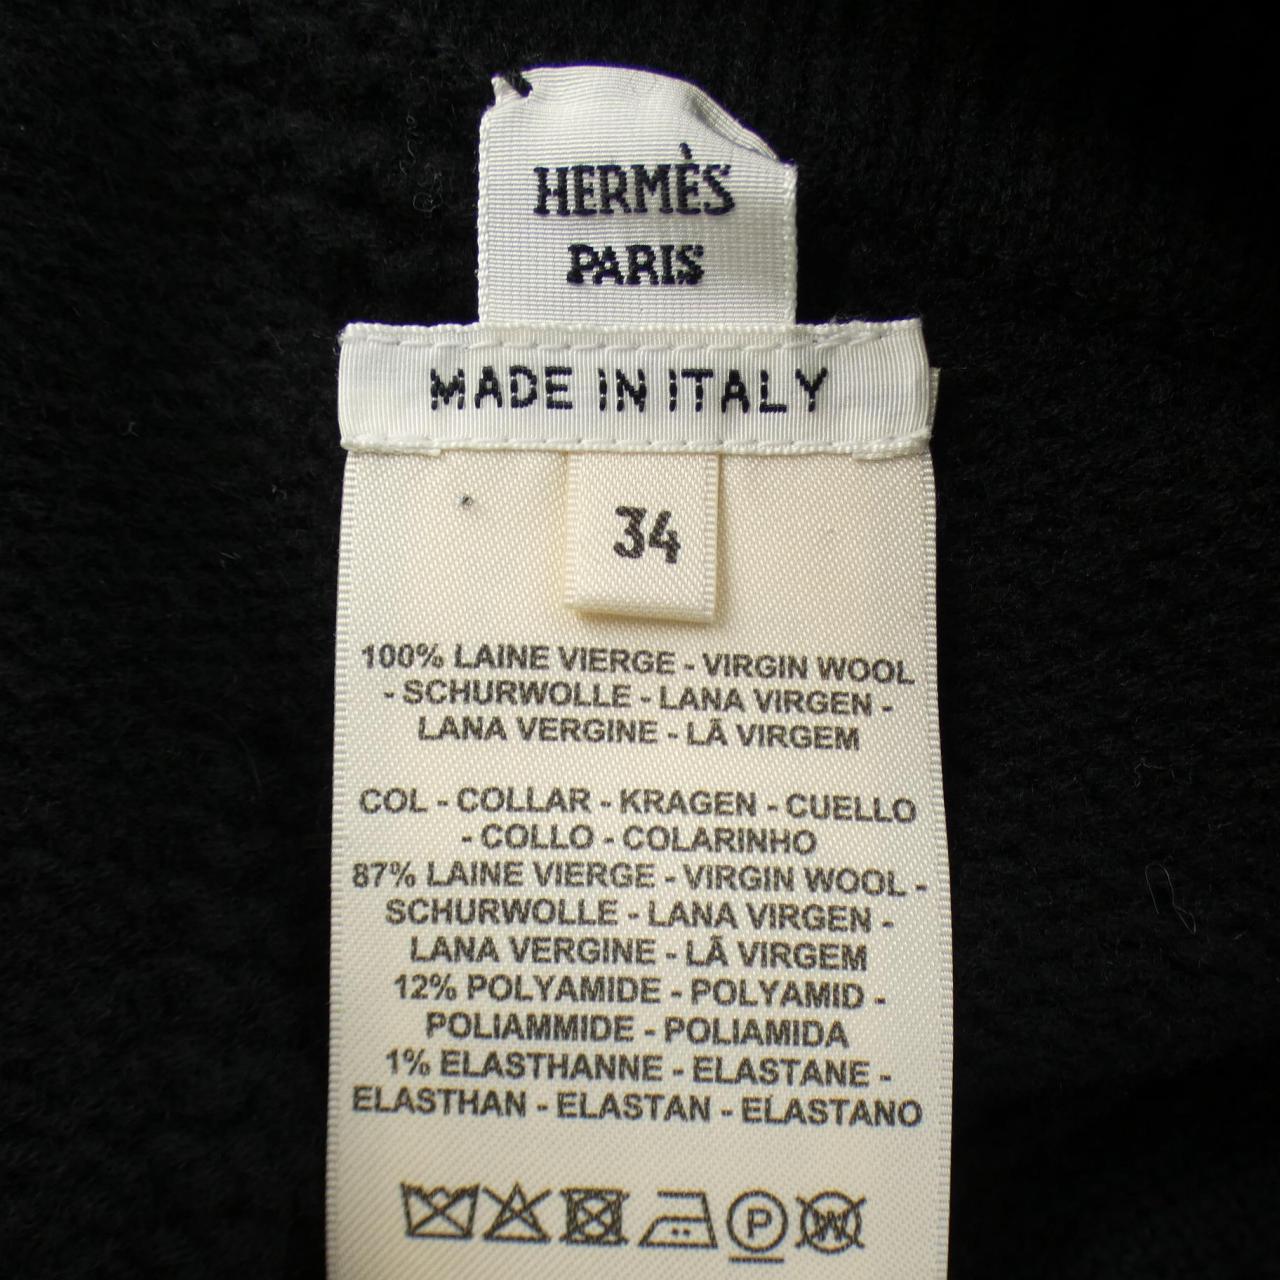 HERMÈS
PARIS
MADE IN ITALY
34
100% LAINE VIERGE - VIRGIN WOOL
- SCHURWOLLE - LANA VIRGEN -
LANA VERGINE - LÃ VIRGEM
COL - COLLAR - KRAGEN - CUELLO
- COLLO - COLARINHO
87% LAINE VIERGE - VIRGIN WOOL -
SCHURWOLLE - LANA VIRGEN -
LANA VERGINE - LÃ VIRGEM
12% POLYAMIDE - POLYAMID -
POLIAMMIDE - POLIAMIDA
1% ELASTHANNE - ELASTANE -
ELASTHAN - ELASTAN - ELASTANO
P W